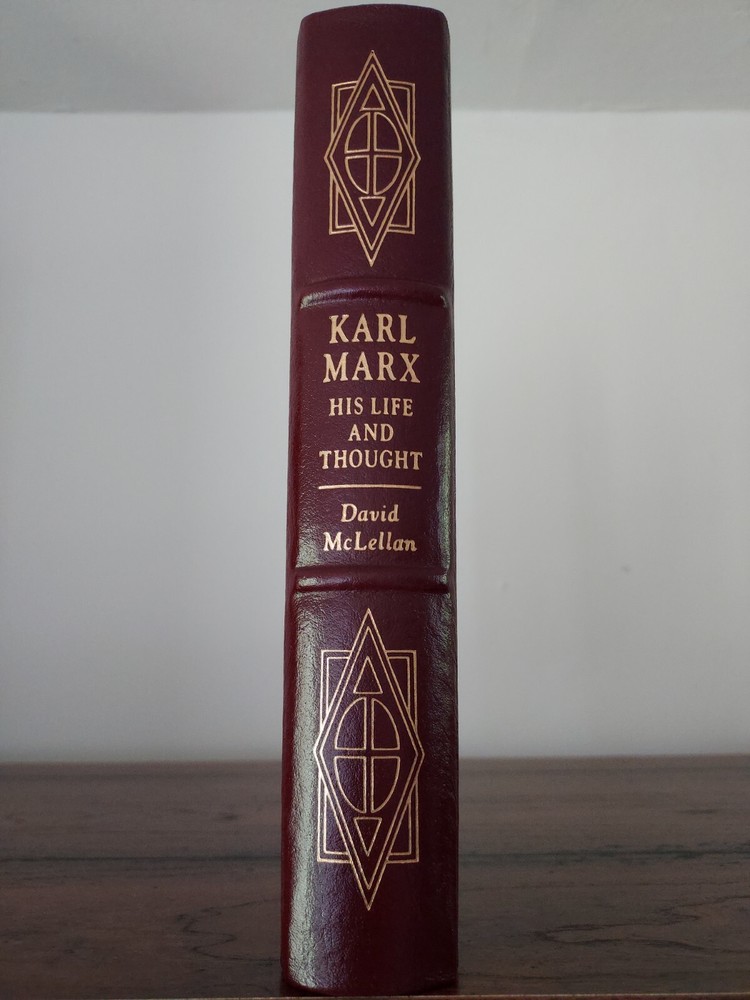 KARL
MARX
HIS LIFE
AND
THOUGHT
David
McLellan